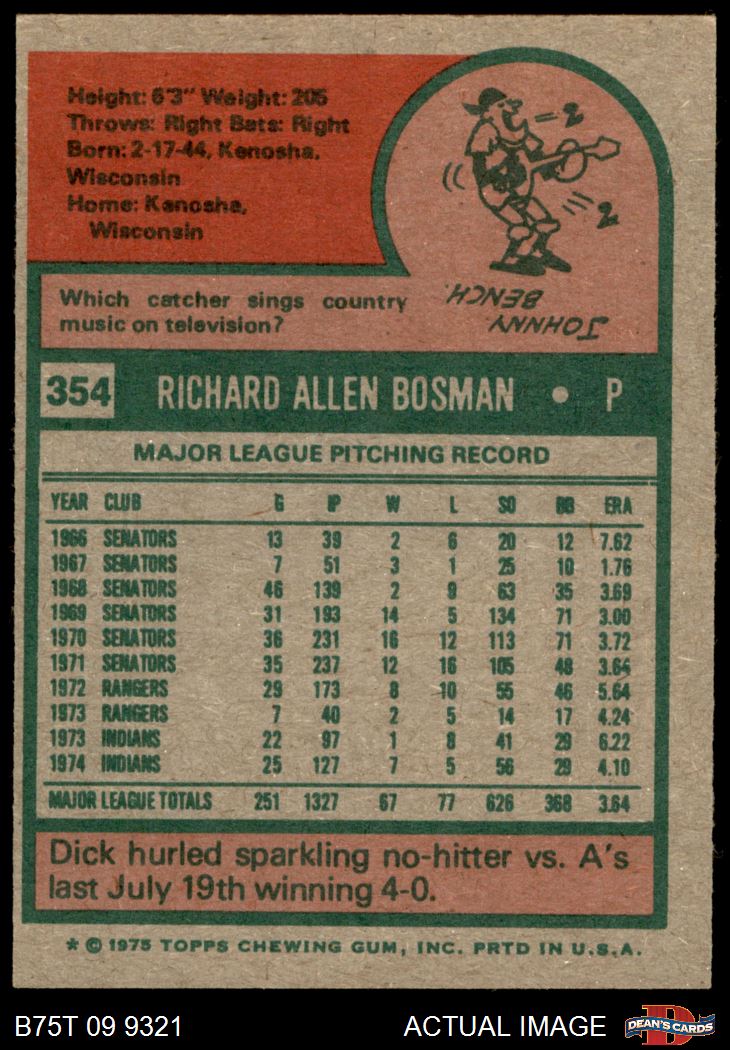 Height: 6'3" Weight: 205
Throws: Right Bats: Right
Born: 2-17-44, Kenosha,
Wisconsin
Home: Kenosha,
Wisconsin
Which catcher sings country
music on television?
JOHNNY
BENCH.
354 RICHARD ALLEN BOSMAN • P
MAJOR LEAGUE PITCHING RECORD
YEAR CLUB G IP W L SO BB ERA
1966 SENATORS 13 39 2 6 20 12 7.62
1967 SENATORS 7 51 3 1 25 10 1.76
1968 SENATORS 46 139 2 9 63 35 3.69
1969 SENATORS 31 193 14 5 134 71 3.00
1970 SENATORS 36 231 16 12 113 71 3.72
1971 SENATORS 35 237 12 16 105 48 3.64
1972 RANGERS 29 173 8 10 55 46 5.64
1973 RANGERS 7 40 2 5 14 17 4.24
1973 INDIANS 22 97 1 8 41 29 6.22
1974 INDIANS 25 127 7 5 56 29 4.10
MAJOR LEAGUE TOTALS 251 1327 67 77 626 368 3.64
Dick hurled sparkling no-hitter vs. A's
last July 19th winning 4-0.
* © 1975 TOPPS CHEWING GUM, INC. PRTD IN U.S.A.
B75T 09 9321 ACTUAL IMAGE D DEAN'S CARDS